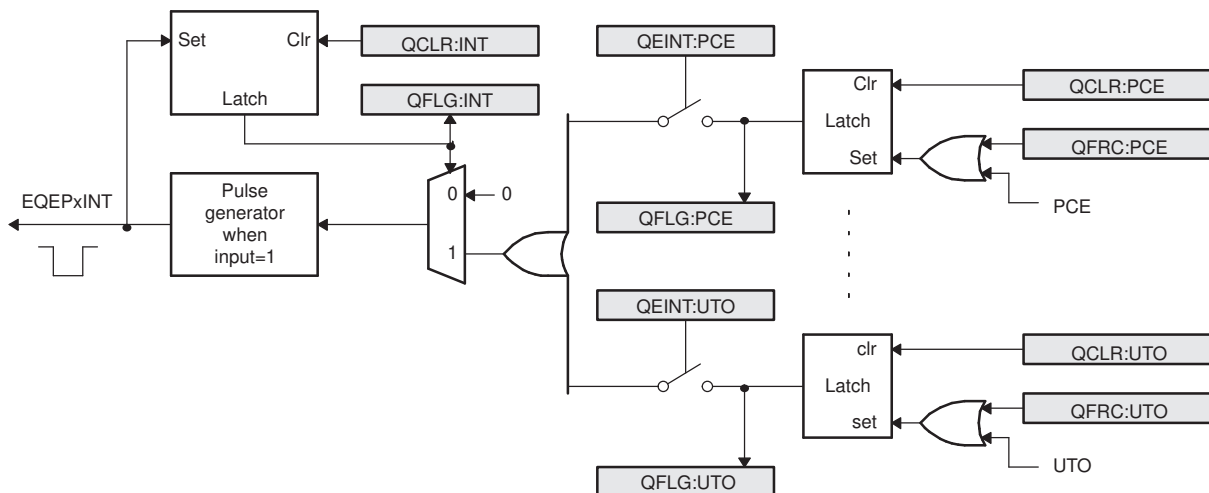 Set
Clr
Latch
QCLR:INT
QFLG:INT
EQEPxINT
Pulse
generator
when
input=1
0
0
1
QEINT:PCE
QFLG:PCE
Clr
Latch
Set
QCLR:PCE
QFRC:PCE
PCE
QEINT:UTO
QFLG:UTO
clr
Latch
set
QCLR:UTO
QFRC:UTO
UTO